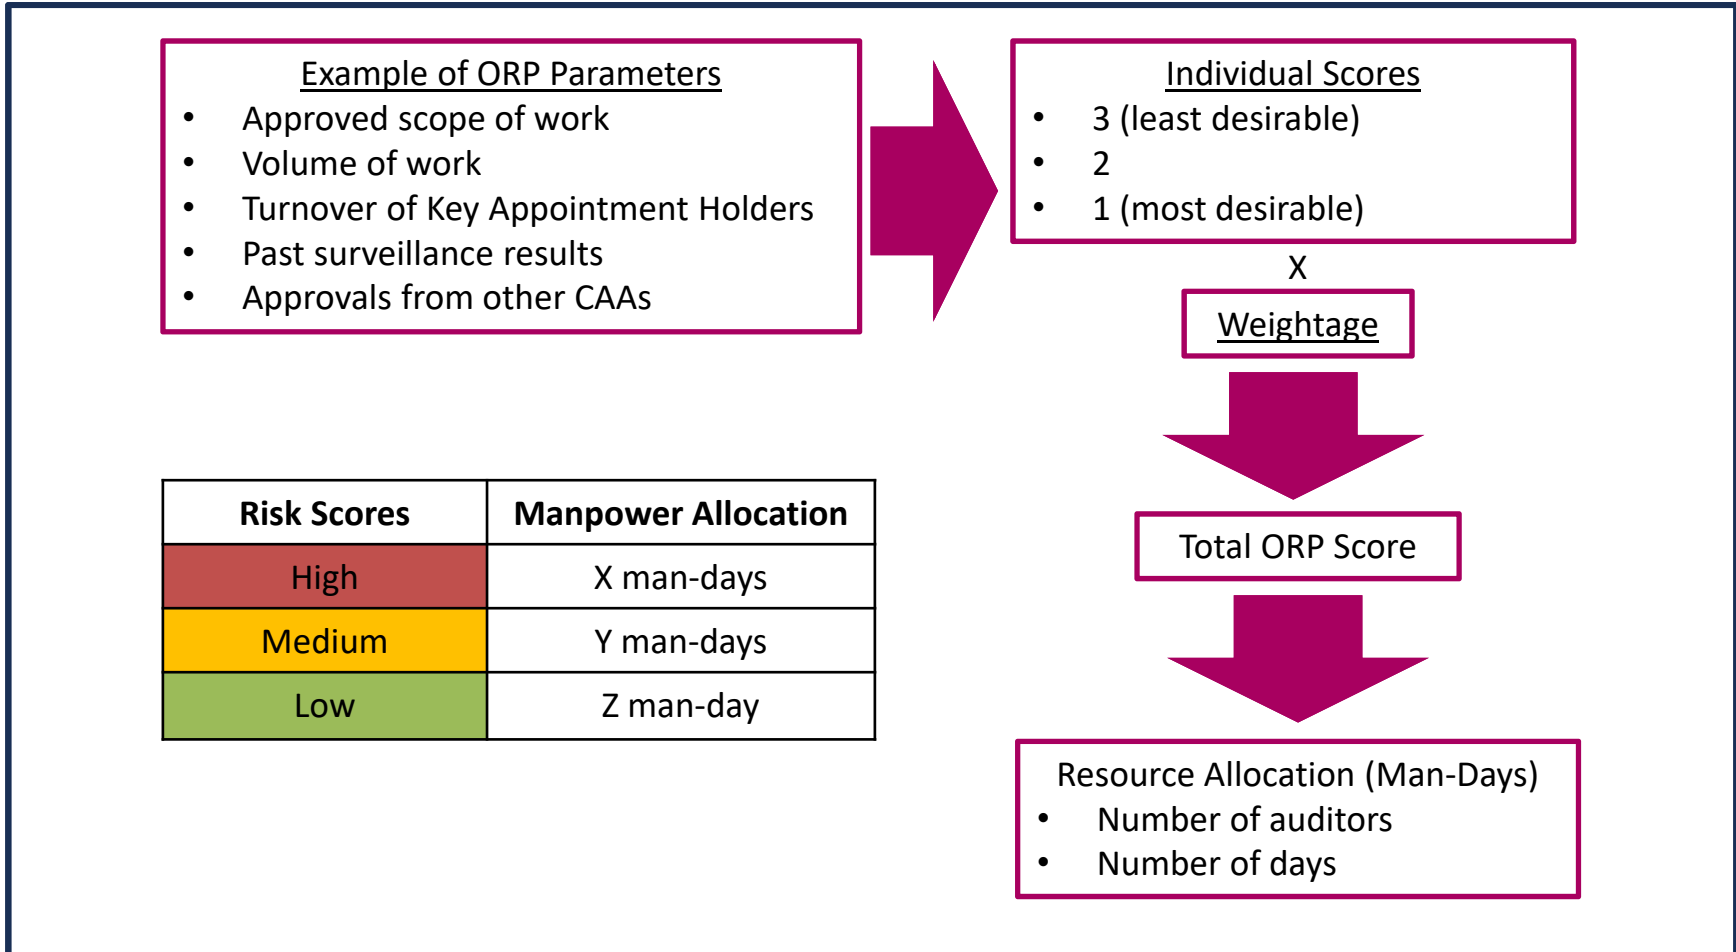 Example of ORP Parameters
• Approved scope of work
• Volume of work
• Turnover of Key Appointment Holders
• Past surveillance results
• Approvals from other CAAs
Individual Scores
• 3 (least desirable)
• 2
• 1 (most desirable)
X
Weightage
Total ORP Score
Resource Allocation (Man-Days)
• Number of auditors
• Number of days
Risk Scores Manpower Allocation
High X man-days
Medium Y man-days
Low Z man-day